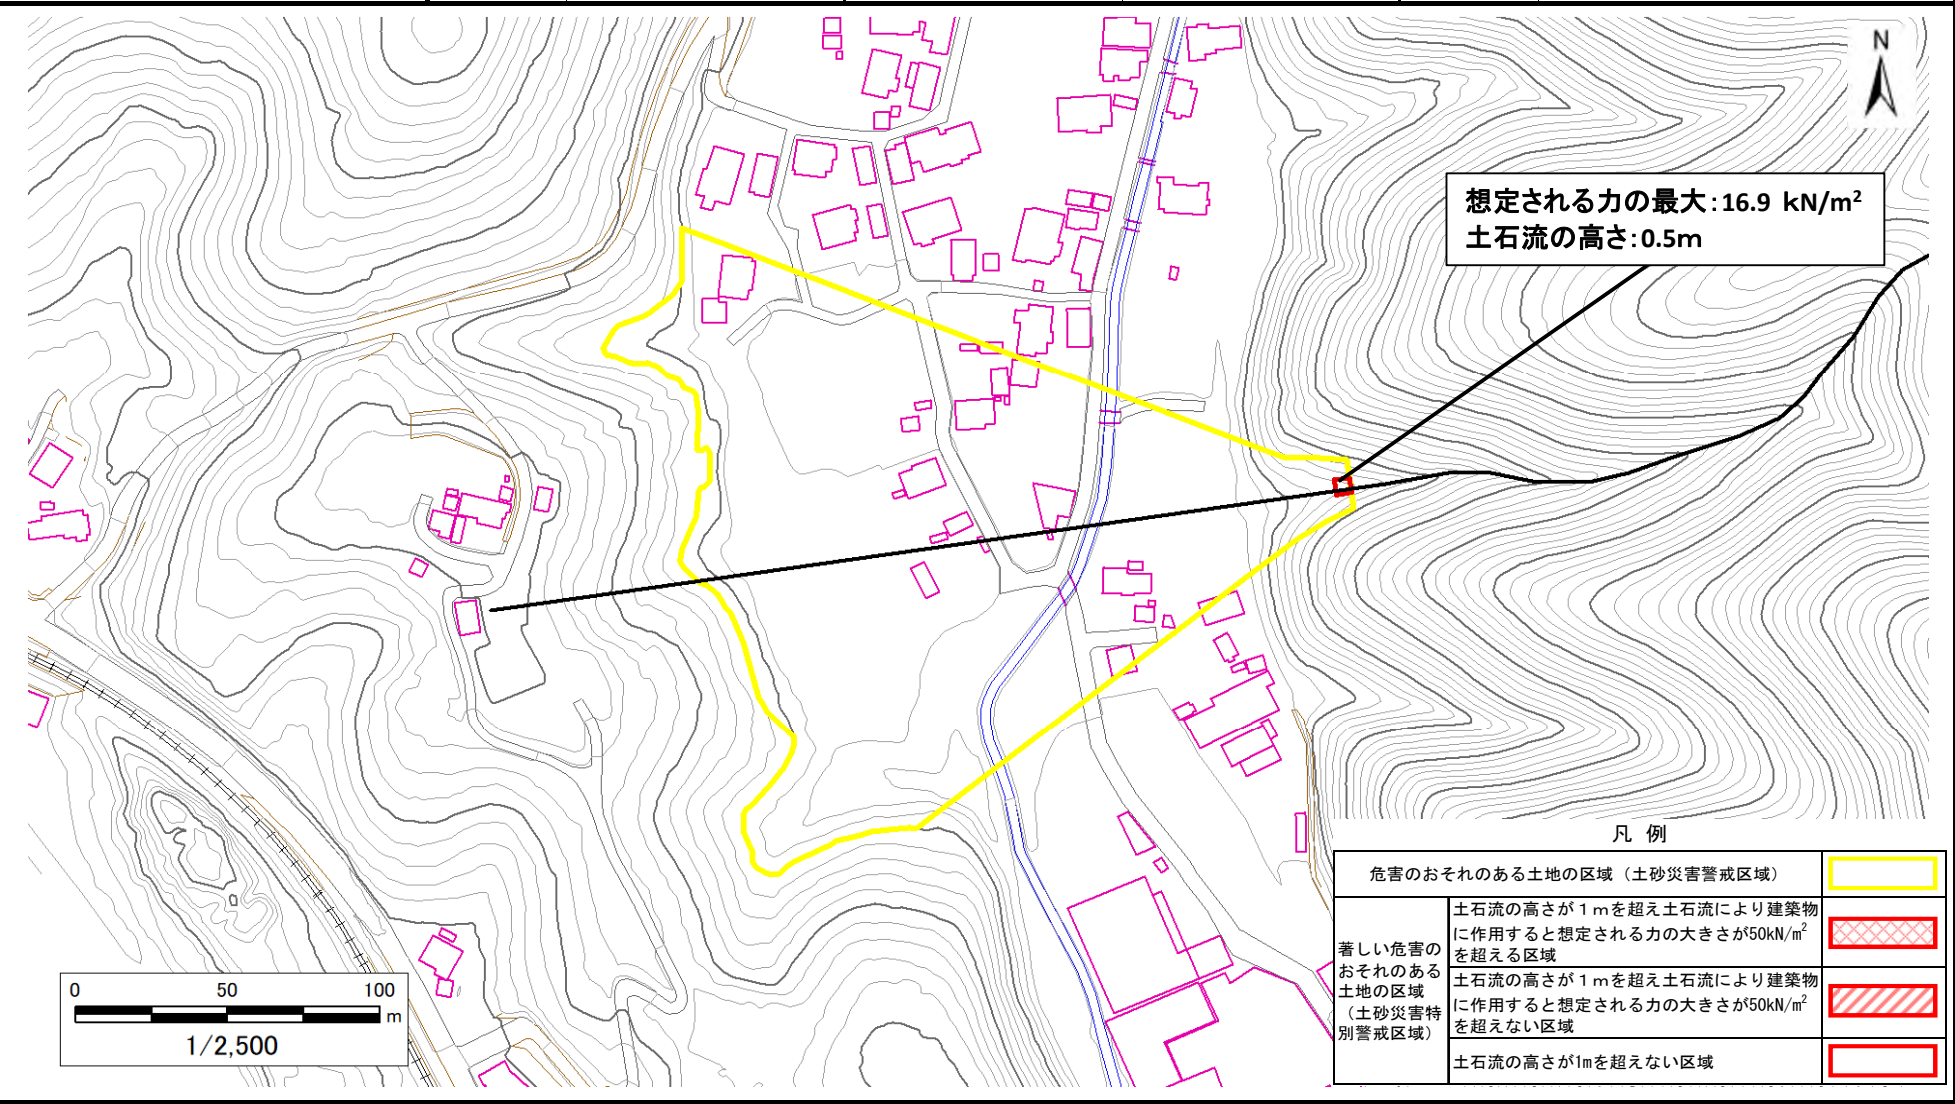 N
想定される力の最大:16.9 kN/m²
土石流の高さ:0.5m
凡 例
危害のおそれのある土地の区域（土砂災害警戒区域）
著しい危害の
おそれのある
土地の区域
（土砂災害特
別警戒区域）
土石流の高さが１ｍを超え土石流により建築物
に作用すると想定される力の大きさが50kN/㎡
を超える区域
土石流の高さが１ｍを超え土石流により建築物
に作用すると想定される力の大きさが50kN/㎡
を超えない区域
土石流の高さが1mを超えない区域
0 50 100
m
1/2,500